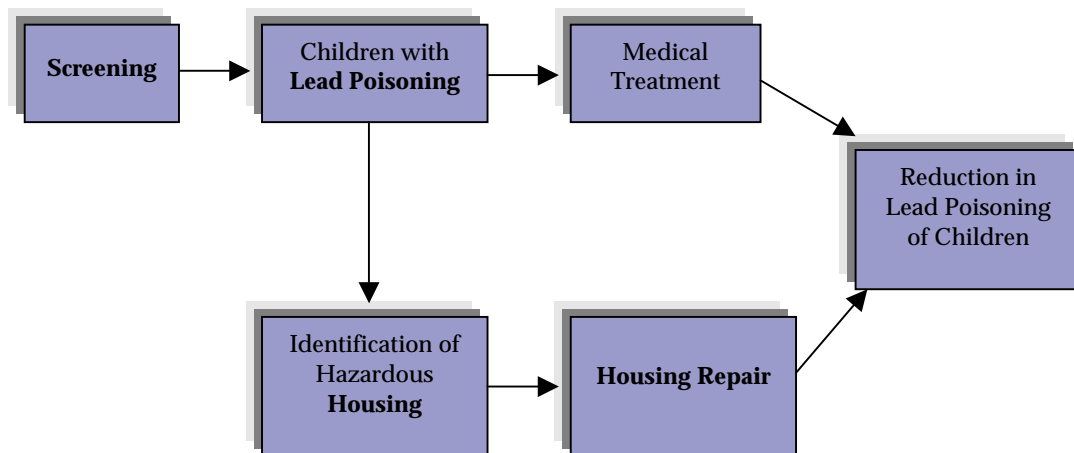 Screening
Children with
Lead Poisoning
Medical
Treatment
Reduction in
Lead Poisoning
of Children
Identification of
Hazardous
Housing
Housing Repair